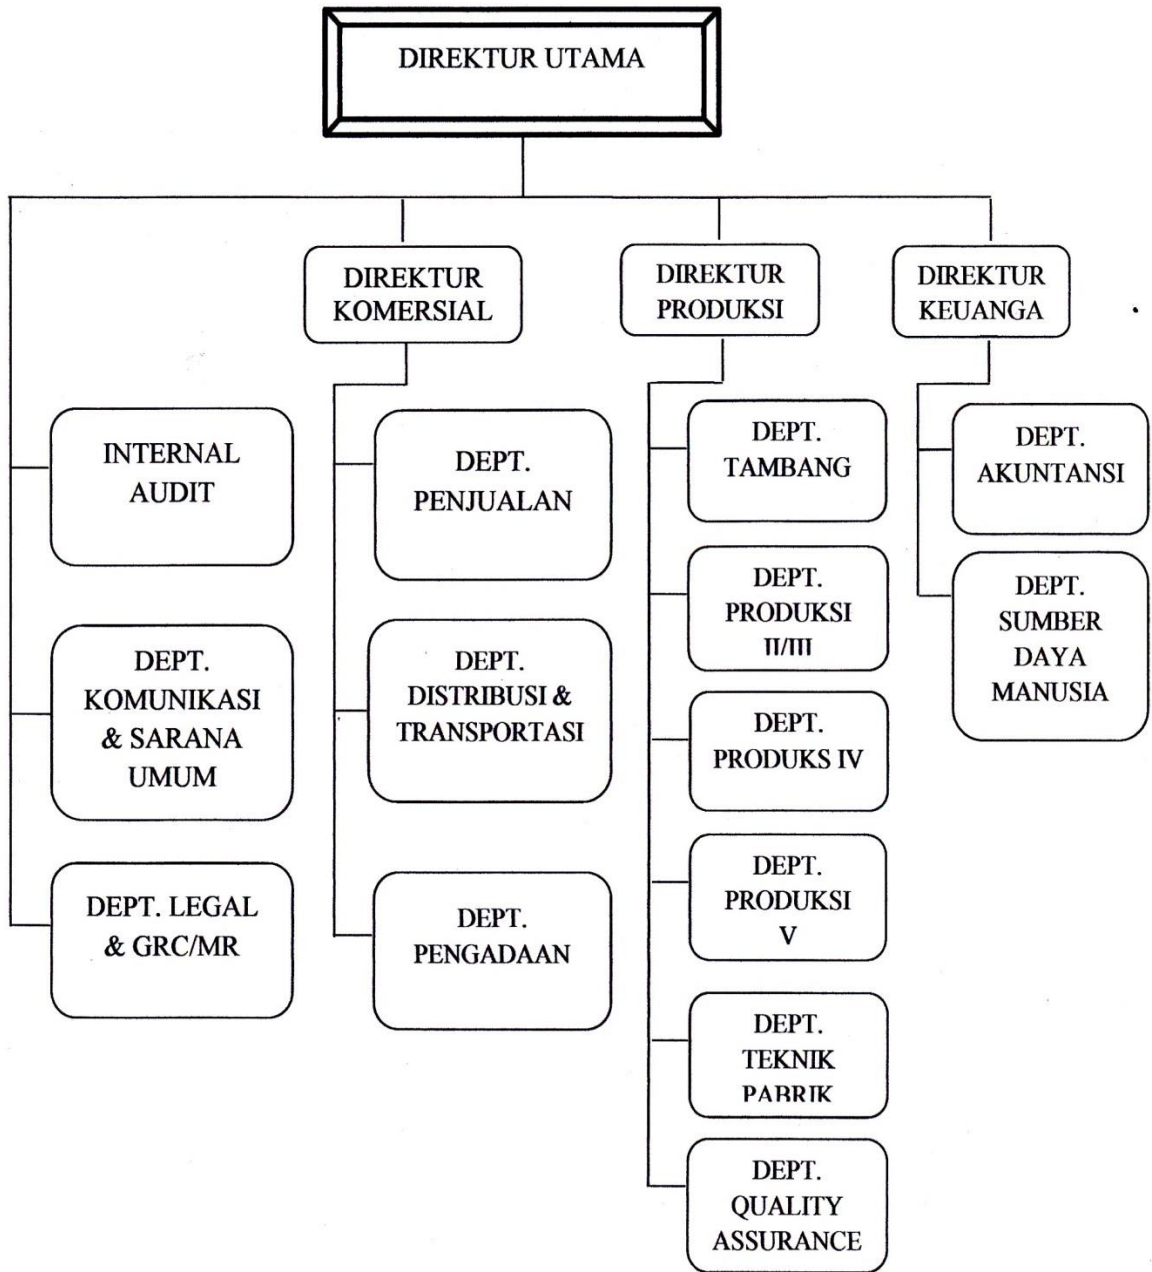 DIREKTUR UTAMA
DIREKTUR
KOMERSIAL
DIREKTUR
PRODUKSI
DIREKTUR
KEUANGA
INTERNAL
AUDIT
DEPT.
KOMUNIKASI
& SARANA
UMUM
DEPT. LEGAL
& GRC/MR
DEPT.
PENJUALAN
DEPT.
DISTRIBUSI &
TRANSPORTASI
DEPT.
PENGADAAN
DEPT.
TAMBANG
DEPT.
PRODUKSI
II/III
DEPT.
PRODUKS IV
DEPT.
PRODUKSI
V
DEPT.
TEKNIK
PABRIK
DEPT.
QUALITY
ASSURANCE
DEPT.
AKUNTANSI
DEPT.
SUMBER
DAYA
MANUSIA